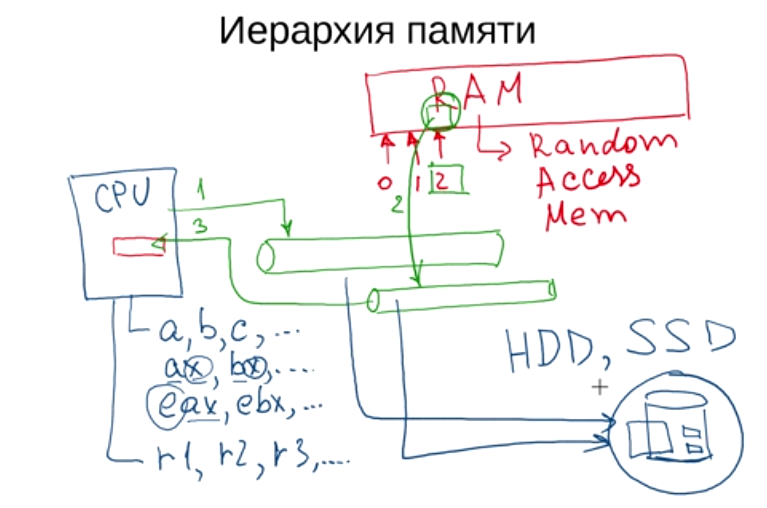 Иерархия памяти
RAM
Random
Access
Mem
0 1 2
2
CPU
1
3
a, b, c, ...
ax, bx, ....
eax, ebx, ...
r1, r2, r3, ....
HDD, SSD